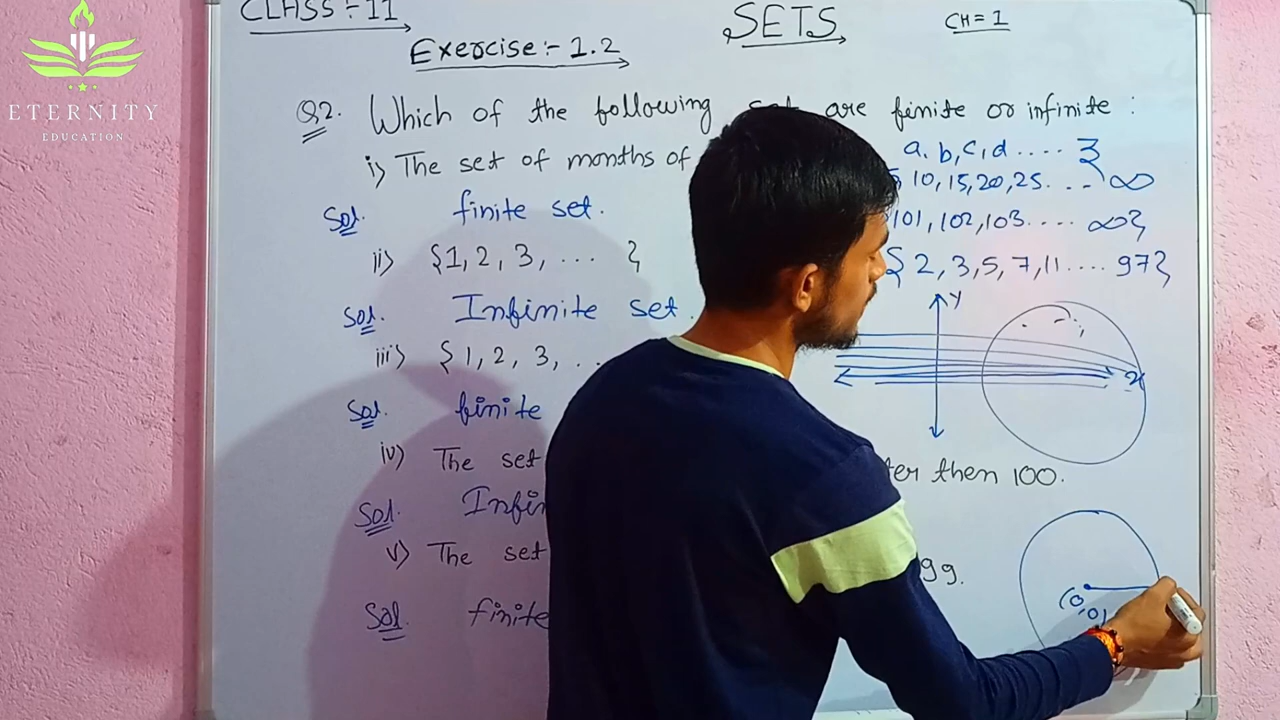 ETERNITY
EDUCATION
CLASS :- 11
SETS
CH = 1
Exercise:- 1.2
Q2. Which of the following are finite or infinite :
i) The set of months of
a, b, c, d .... }
10, 15, 20, 25... ∞
Sol. finite set.
101, 102, 103.... ∞}
ii) {1, 2, 3, ... }
{ 2, 3, 5, 7, 11 .... 97}
Sol. Infinite set.
y
x
iii) { 1, 2, 3, ..
Sol. finite
iv) The set ter then 100.
Sol.
v) The set 99.
Sol. finite
(0,0)